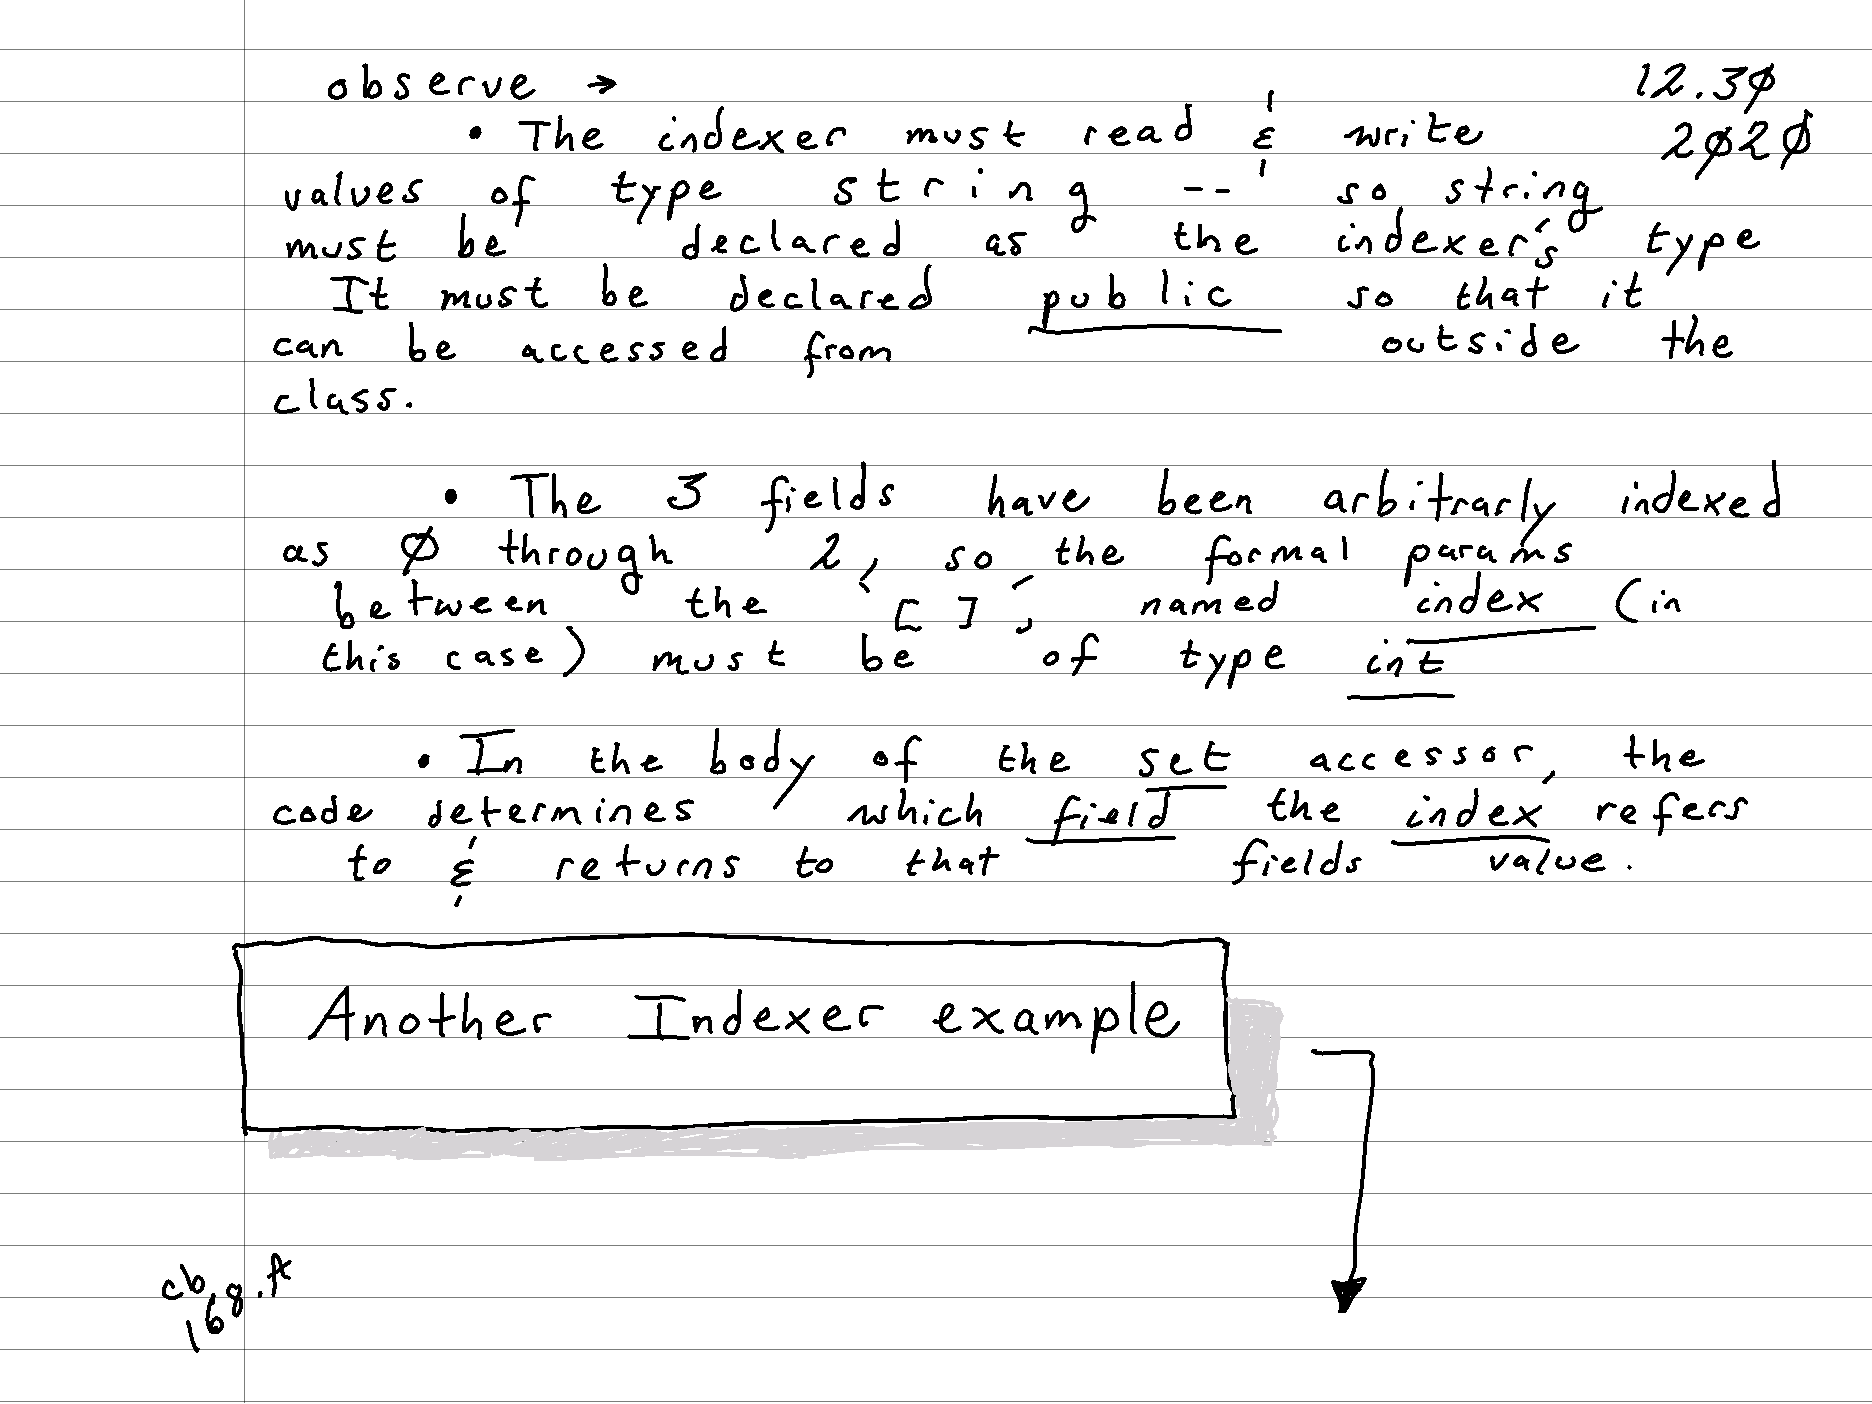 observe →
12.30
• The indexer must read & write
2020
values of type string -- so string
must be declared as the indexer's type
It must be declared public so that it
can be accessed from outside the
class.
• The 3 fields have been arbitrarly indexed
as 0 through 2, so the formal params
between the '[ ]', named index (in
this case) must be of type int
• In the body of the set accessor, the
code determines which field the index refers
to & returns to that fields value.
Another Indexer example
cb
168.A